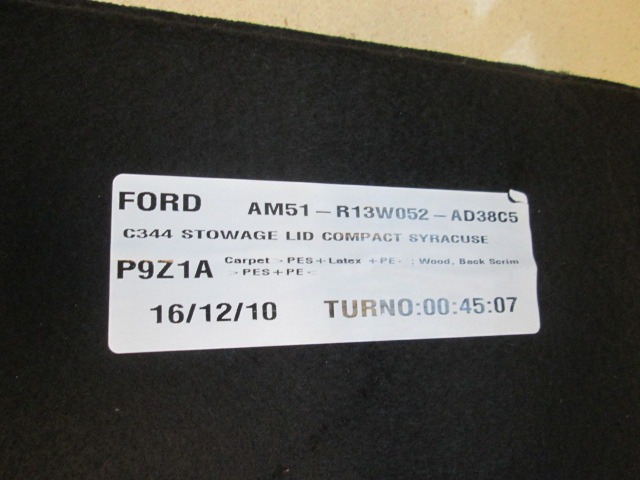 FORD AM51-R13W052-AD38C5
C344 STOWAGE LID COMPACT SYRACUSE
P9Z1A Carpet >PES+Latex +PE< ; Wood, Back Scrim
>PES+PE<
16/12/10 TURNO:00:45:07